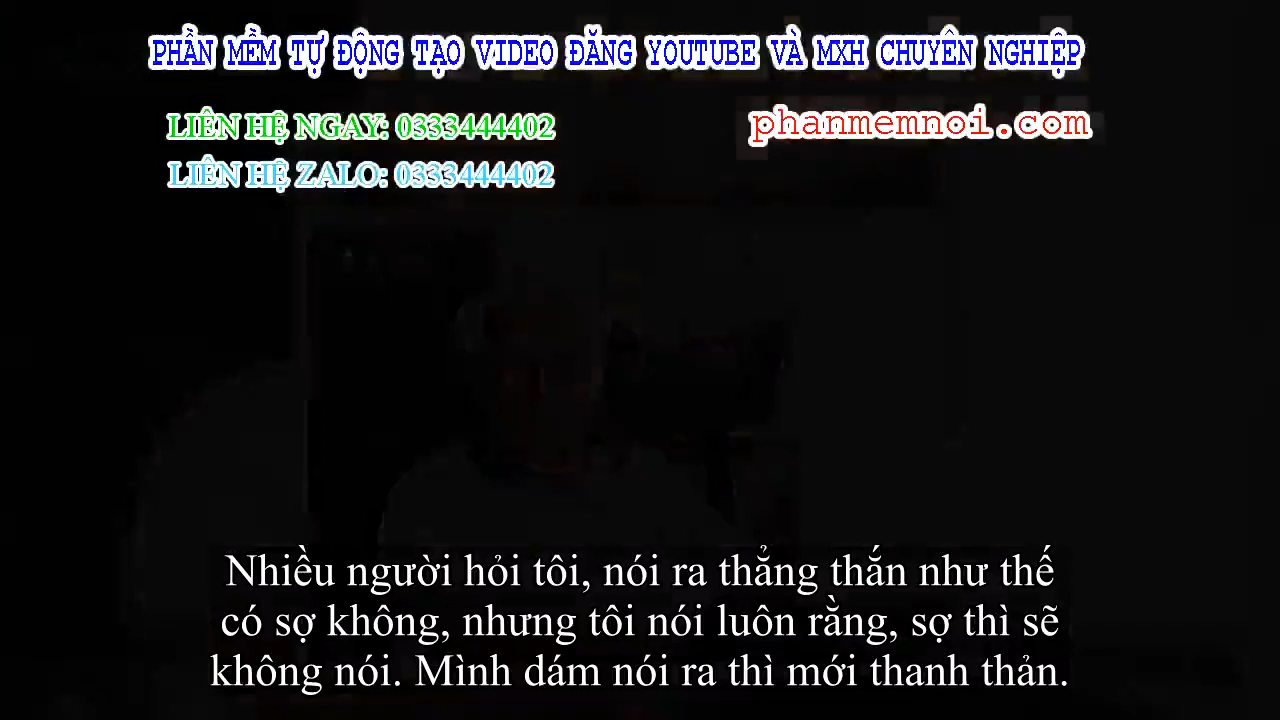 PHẦN MỀM TỰ ĐỘNG TẠO VIDEO ĐĂNG YOUTUBE VÀ MXH CHUYÊN NGHIỆP
LIÊN HỆ NGAY: 0333444402
phanmemnoi.com
LIÊN HỆ ZALO: 0333444402
Nhiều người hỏi tôi, nói ra thẳng thắn như thế
có sợ không, nhưng tôi nói luôn rằng, sợ thì sẽ
không nói. Mình dám nói ra thì mới thanh thản.